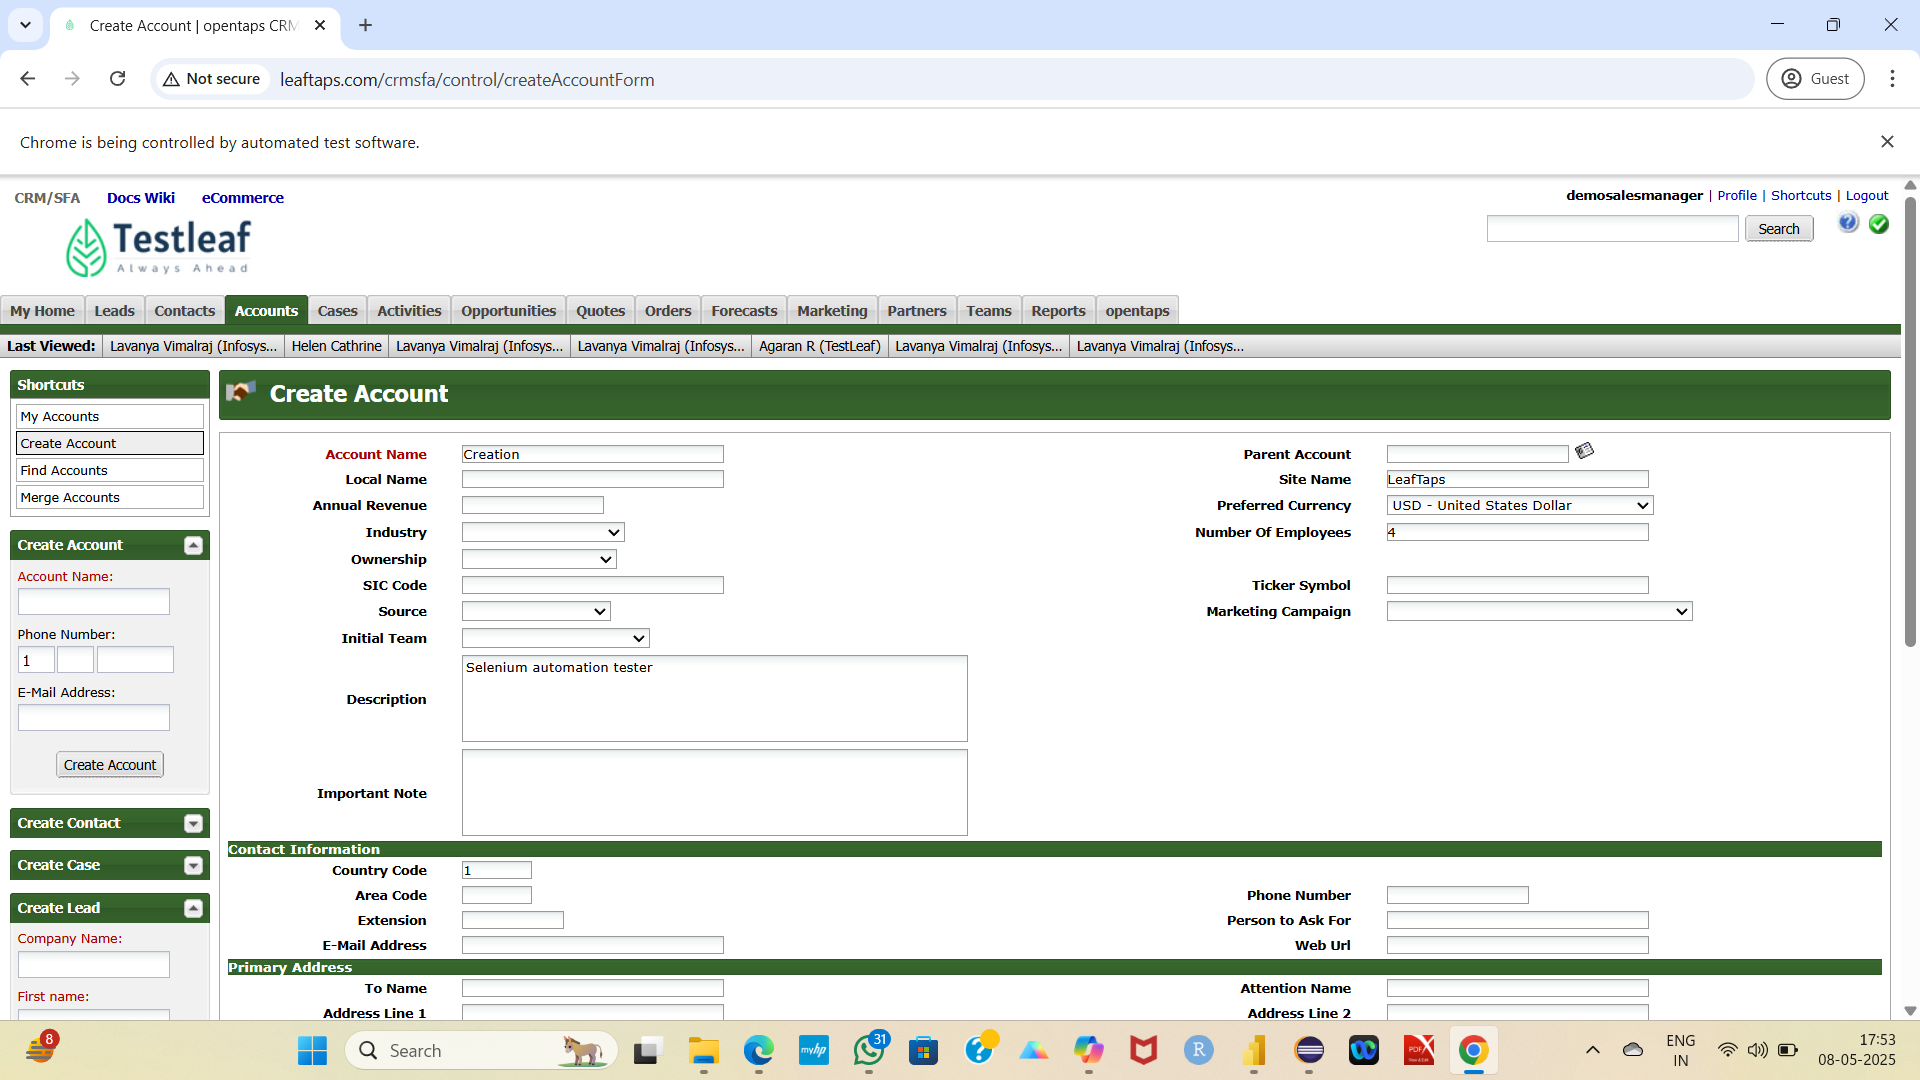 Create Account | opentaps CRM
Not secure
leaftaps.com/crmsfa/control/createAccountForm
Guest
Chrome is being controlled by automated test software.
CRM/SFA Docs Wiki eCommerce
demosalesmanager | Profile | Shortcuts | Logout
Search
Testleaf
Always Ahead
My Home Leads Contacts Accounts Cases Activities Opportunities Quotes Orders Forecasts Marketing Partners Teams Reports opentaps
Last Viewed: Lavanya Vimalraj (Infosys... Helen Cathrine Lavanya Vimalraj (Infosys... Lavanya Vimalraj (Infosys... Agaran R (TestLeaf) Lavanya Vimalraj (Infosys... Lavanya Vimalraj (Infosys...
Shortcuts
My Accounts
Create Account
Find Accounts
Merge Accounts
Create Account
Account Name:
Phone Number:
1
E-Mail Address:
Create Account
Create Contact
Create Case
Create Lead
Company Name:
First name:
Create Account
Account Name Creation Parent Account
Local Name Site Name LeafTaps
Annual Revenue Preferred Currency USD - United States Dollar
Industry Number Of Employees 4
Ownership
SIC Code Ticker Symbol
Source Marketing Campaign
Initial Team
Description Selenium automation tester
Important Note
Contact Information
Country Code 1
Area Code Phone Number
Extension Person to Ask For
E-Mail Address Web Url
Primary Address
To Name Attention Name
Address Line 1 Address Line 2
8
Search
myhp
31
R
PDF
ENG
IN
17:53
08-05-2025